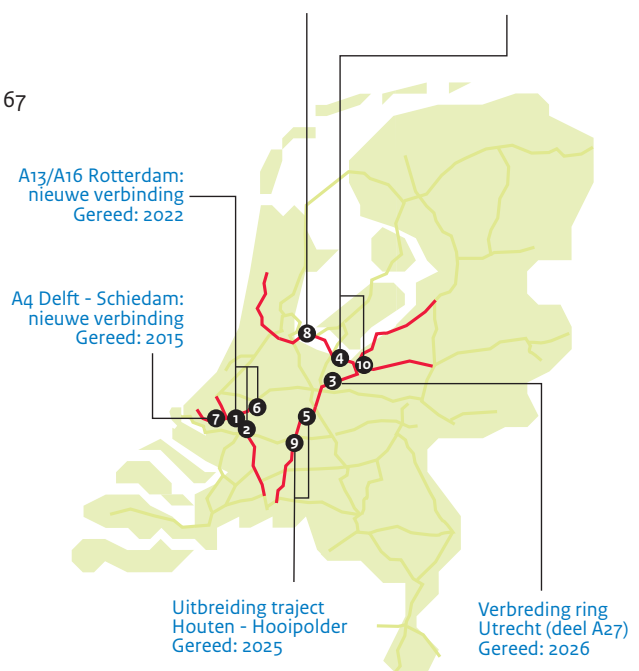 67
A13/A16 Rotterdam:
nieuwe verbinding
Gereed: 2022
A4 Delft - Schiedam:
nieuwe verbinding
Gereed: 2015
8
4
10
3
6
7
1
2
5
9
Uitbreiding traject
Houten - Hooipolder
Gereed: 2025
Verbreding ring
Utrecht (deel A27)
Gereed: 2026